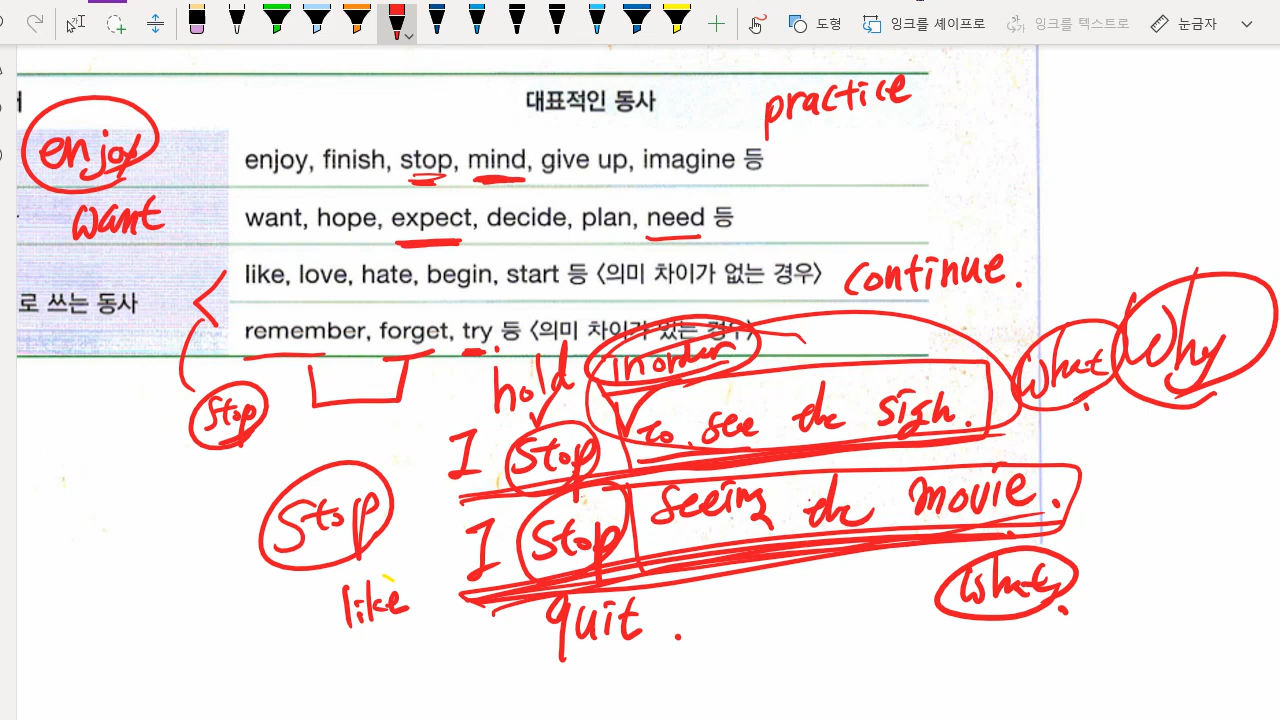 도형 잉크를 셰이프로 잉크를 텍스트로 눈금자
대표적인 동사 practice
enjoy
enjoy, finish, stop, mind, give up, imagine 등
want
want, hope, expect, decide, plan, need 등
like, love, hate, begin, start 등 〈의미 차이가 없는 경우〉 continue.
로 쓰는 동사
remember, forget, try 등 〈의미 차이가 있는 경우〉
hold in order what Why
stop
I stop to see the sigh.
stop
I stop seeing the movie.
like quit. what